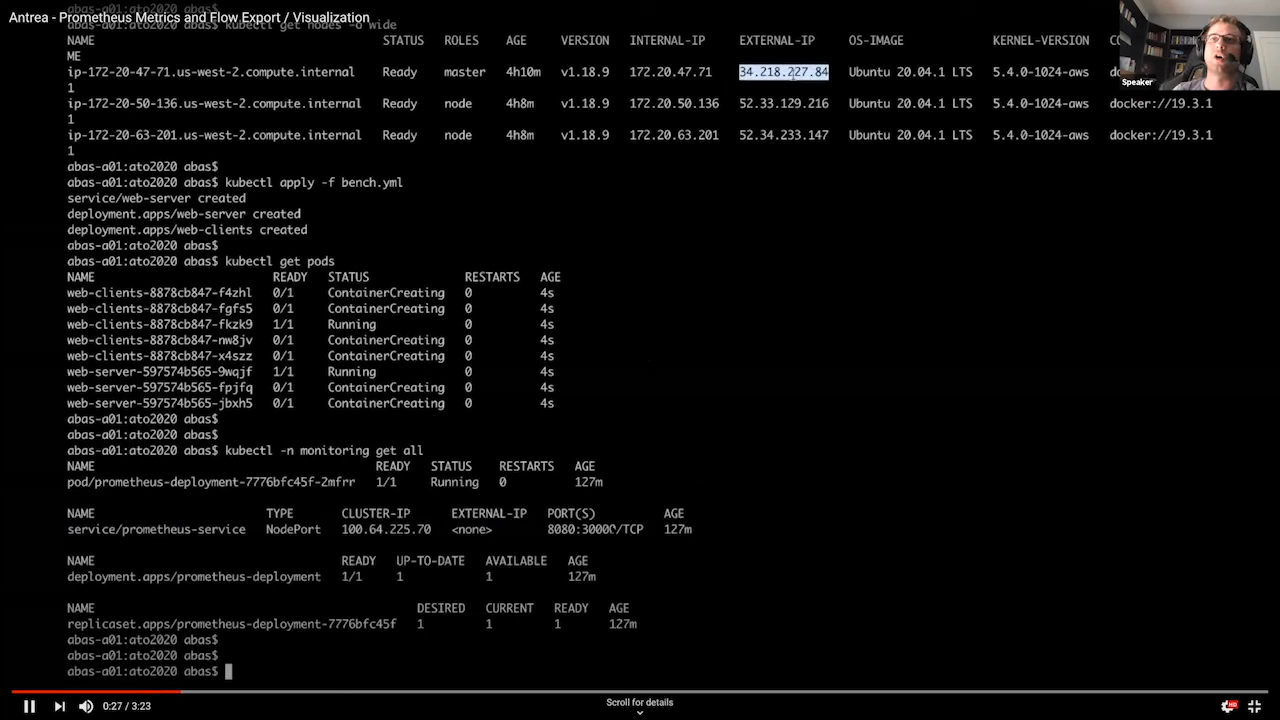 Antrea - Prometheus Metrics and Flow Export / Visualization
abas-a01:ato2020 abas$
abas-a01:ato2020 abas$ kubectl get nodes -o wide
NAME STATUS ROLES AGE VERSION INTERNAL-IP EXTERNAL-IP OS-IMAGE KERNEL-VERSION
ME
ip-172-20-47-71.us-west-2.compute.internal Ready master 4h10m v1.18.9 172.20.47.71 34.218.227.84 Ubuntu 20.04.1 LTS 5.4.0-1024-aws
1
ip-172-20-50-136.us-west-2.compute.internal Ready node 4h8m v1.18.9 172.20.50.136 52.33.129.216 Ubuntu 20.04.1 LTS 5.4.0-1024-aws docker://19.3.1
1
ip-172-20-63-201.us-west-2.compute.internal Ready node 4h8m v1.18.9 172.20.63.201 52.34.233.147 Ubuntu 20.04.1 LTS 5.4.0-1024-aws docker://19.3.1
1
abas-a01:ato2020 abas$
abas-a01:ato2020 abas$ kubectl apply -f bench.yml
service/web-server created
deployment.apps/web-server created
deployment.apps/web-clients created
abas-a01:ato2020 abas$
abas-a01:ato2020 abas$ kubectl get pods
NAME READY STATUS RESTARTS AGE
web-clients-8878cb847-f4zhl 0/1 ContainerCreating 0 4s
web-clients-8878cb847-fgfs5 0/1 ContainerCreating 0 4s
web-clients-8878cb847-fkzk9 1/1 Running 0 4s
web-clients-8878cb847-nw8jv 0/1 ContainerCreating 0 4s
web-clients-8878cb847-x4szz 0/1 ContainerCreating 0 4s
web-server-597574b565-9wqjf 1/1 Running 0 4s
web-server-597574b565-fpjfq 0/1 ContainerCreating 0 4s
web-server-597574b565-jbxh5 0/1 ContainerCreating 0 4s
abas-a01:ato2020 abas$
abas-a01:ato2020 abas$
abas-a01:ato2020 abas$ kubectl -n monitoring get all
NAME READY STATUS RESTARTS AGE
pod/prometheus-deployment-7776bfc45f-2mfrr 1/1 Running 0 127m
NAME TYPE CLUSTER-IP EXTERNAL-IP PORT(S) AGE
service/prometheus-service NodePort 100.64.225.70 <none> 8080:30000/TCP 127m
NAME READY UP-TO-DATE AVAILABLE AGE
deployment.apps/prometheus-deployment 1/1 1 1 127m
NAME DESIRED CURRENT READY AGE
replicaset.apps/prometheus-deployment-7776bfc45f 1 1 1 127m
abas-a01:ato2020 abas$
abas-a01:ato2020 abas$
abas-a01:ato2020 abas$
Speaker
0:27 / 3:23
Scroll for details
HD